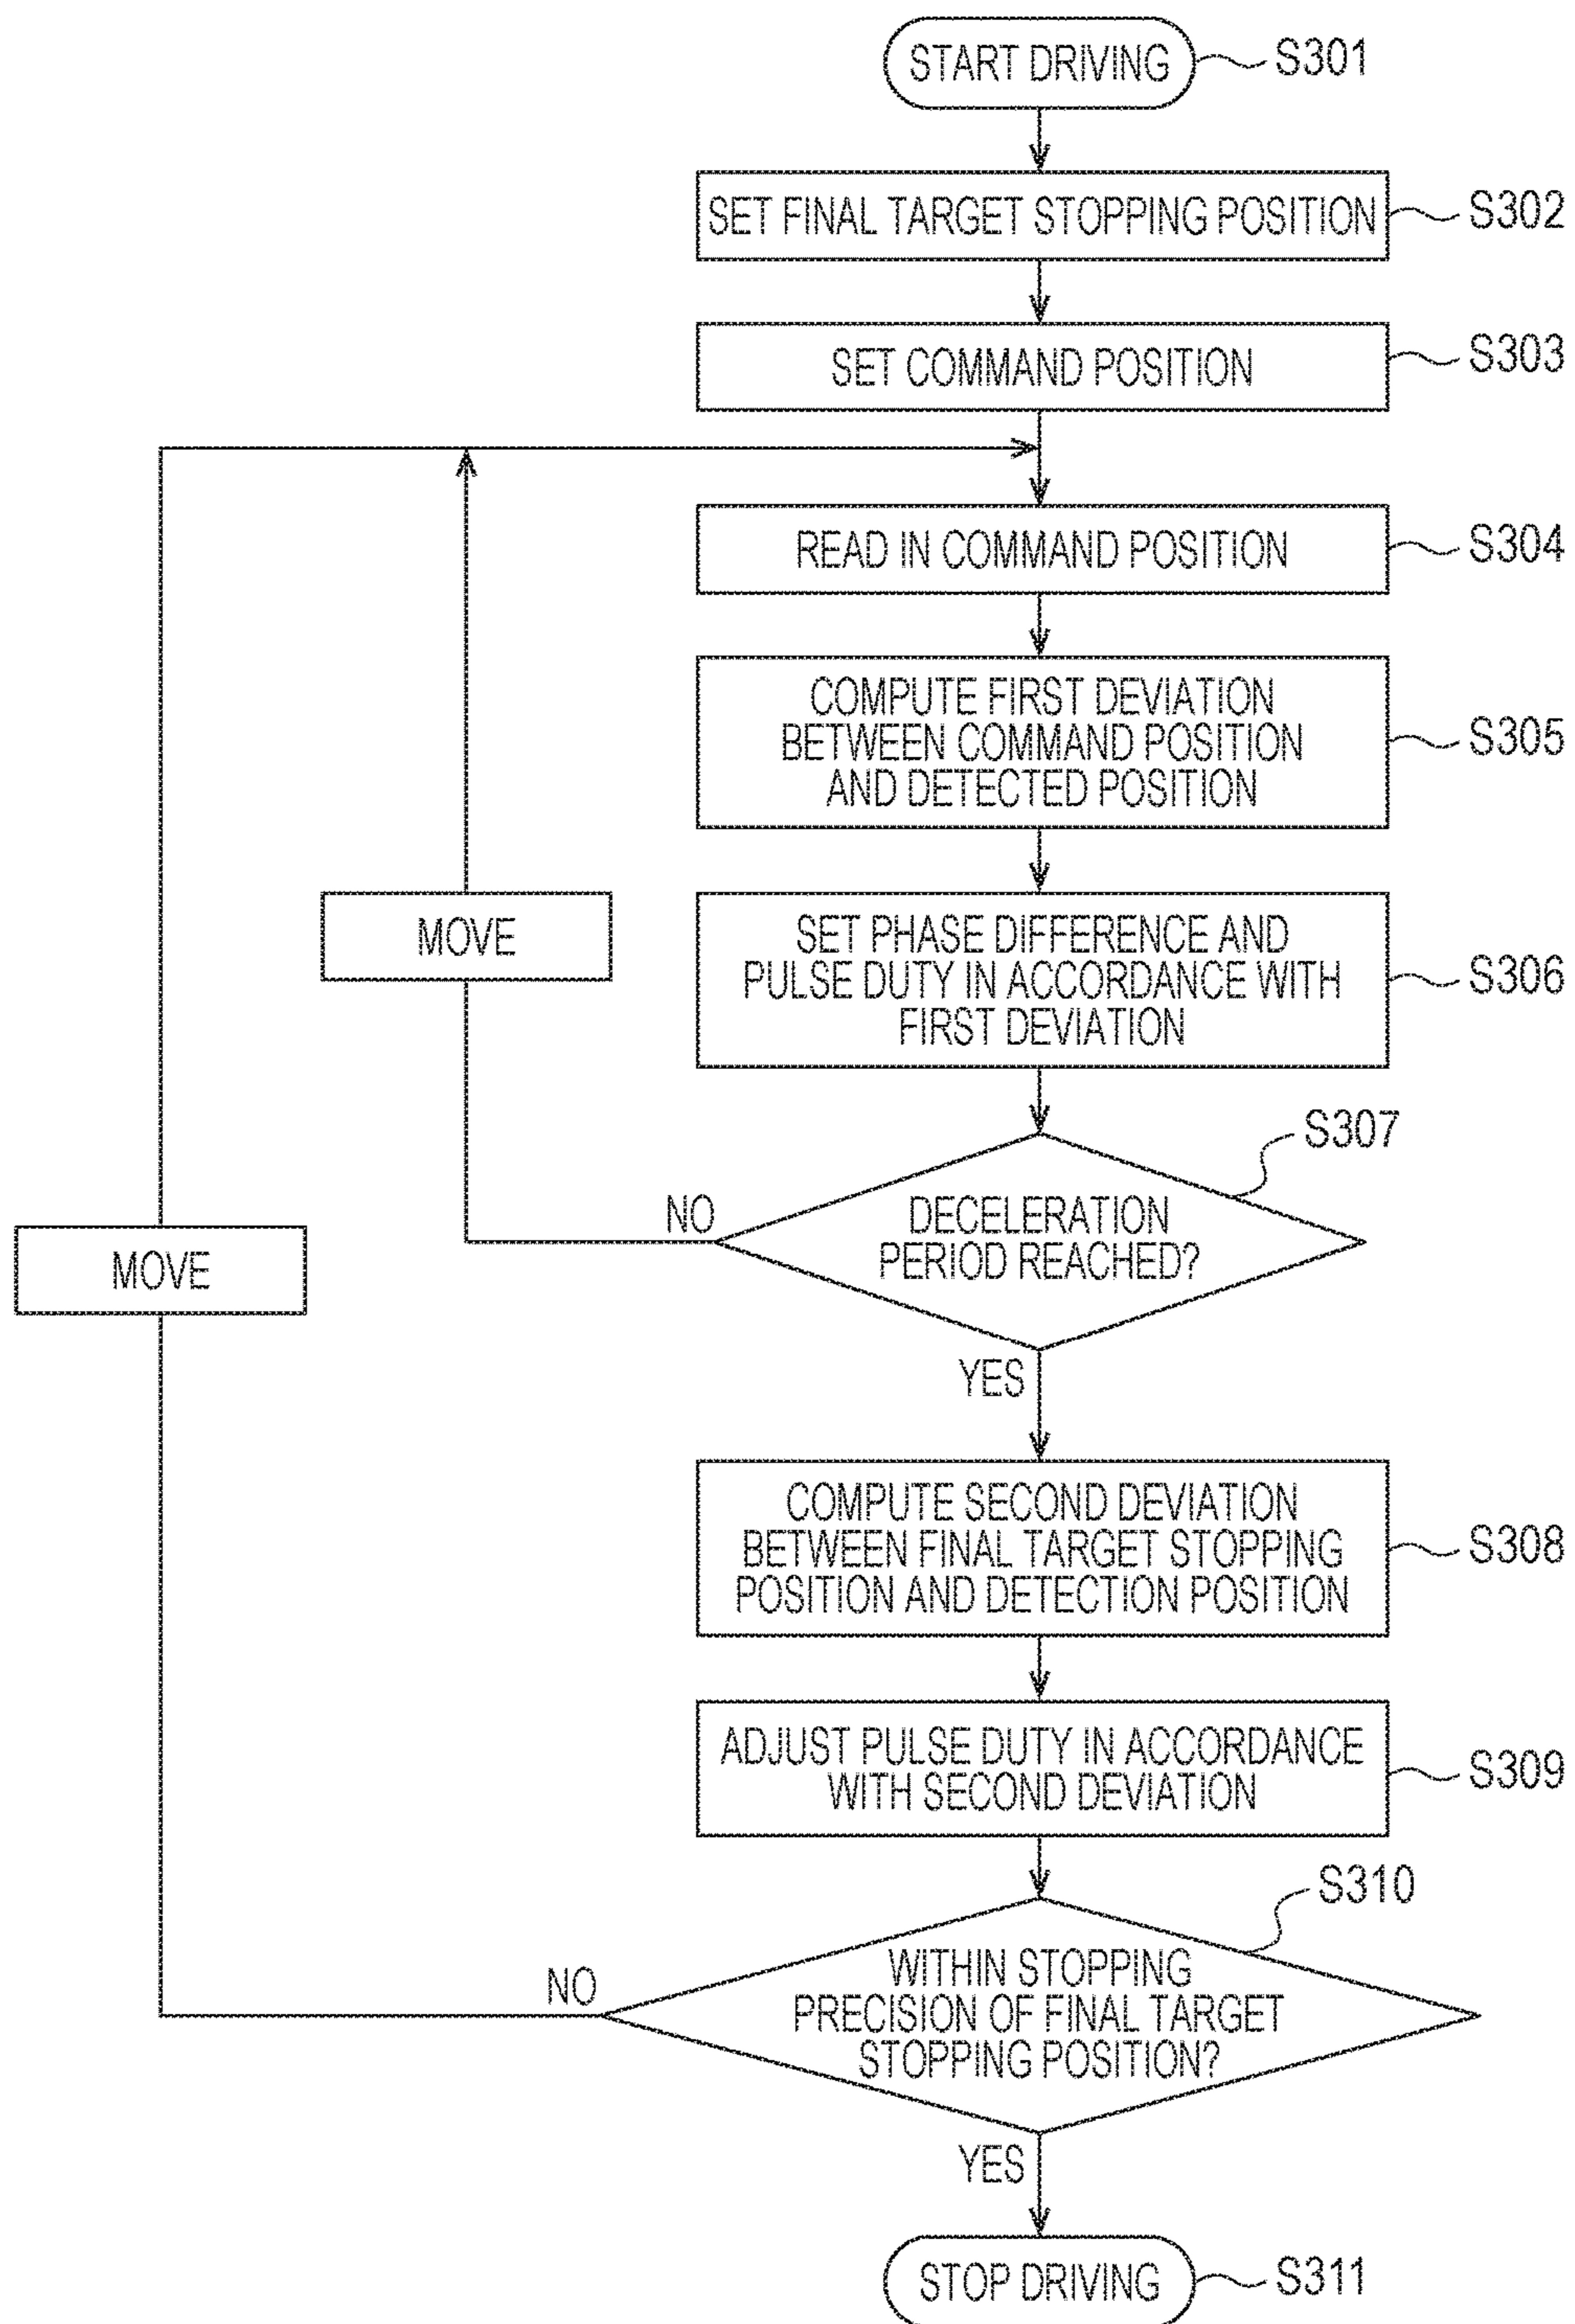 START DRIVING
S301
SET FINAL TARGET STOPPING POSITION
S302
SET COMMAND POSITION
S303
READ IN COMMAND POSITION
S304
COMPUTE FIRST DEVIATION
BETWEEN COMMAND POSITION
AND DETECTED POSITION
S305
MOVE
SET PHASE DIFFERENCE AND
PULSE DUTY IN ACCORDANCE WITH
FIRST DEVIATION
S306
S307
NO
DECELERATION
PERIOD REACHED?
MOVE
YES
COMPUTE SECOND DEVIATION
BETWEEN FINAL TARGET STOPPING
POSITION AND DETECTION POSITION
S308
ADJUST PULSE DUTY IN ACCORDANCE
WITH SECOND DEVIATION
S309
S310
NO
WITHIN STOPPING
PRECISION OF FINAL TARGET
STOPPING POSITION?
YES
STOP DRIVING
S311